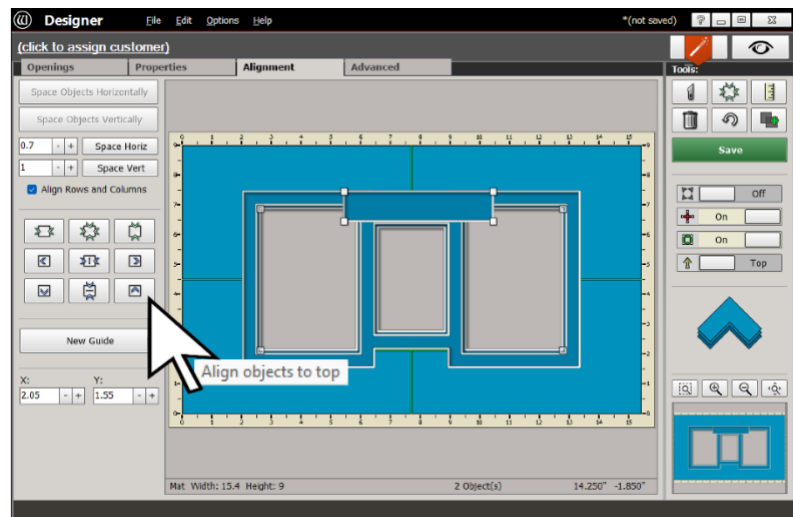 Designer File Edit Options Help *(not saved) ?
(click to assign customer)
Openings Properties Alignment Advanced Tools:
Space Objects Horizontally
Space Objects Vertically
0.7 - + Space Horiz
1 - + Space Vert
Align Rows and Columns
Save
Off
On
On
Top
New Guide
Align objects to top
X: Y:
2.05 - + 1.55 - +
Mat Width: 15.4 Height: 9 2 Object(s) 14.250" -1.850"